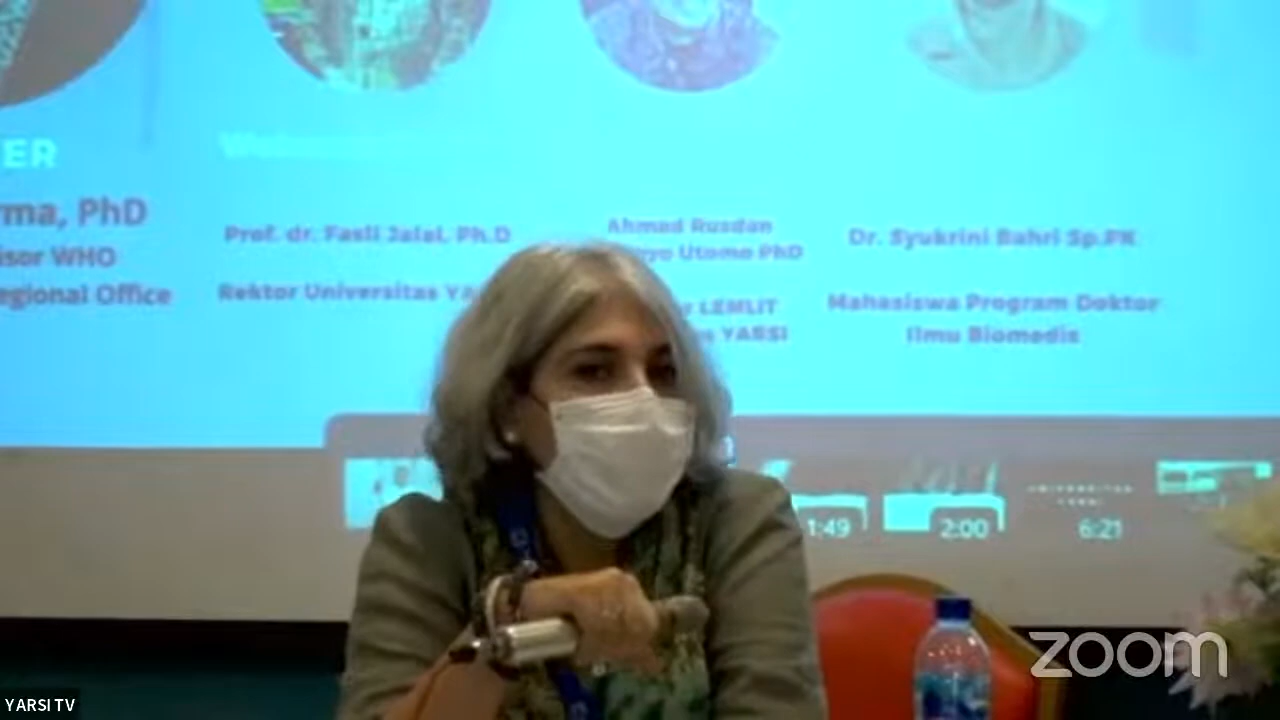 ER
rma, PhD
isor WHO
egional Office
Prof. dr. Fasli Jalal, Ph.D
Rektor Universitas YA
Ahmad Rusdan
yo Utomo PhD
LEMLIT
YARSI
Dr. Syukrini Bahri Sp.PK
Mahasiswa Program Doktor
Ilmu Biomedis
1:49
2:00
6:21
zoom
YARSI TV